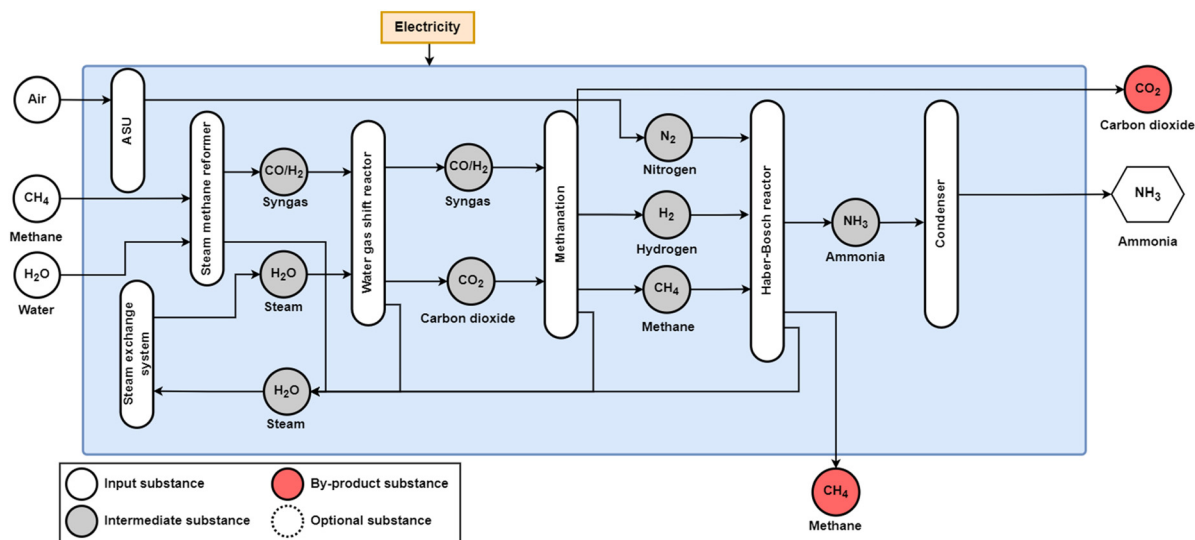 Electricity
Air
ASU
CO₂
Carbon dioxide
Steam methane reformer
CO/H₂
Syngas
Water gas shift reactor
CO/H₂
Syngas
Methanation
N₂
Nitrogen
Haber-Bosch reactor
Condenser
CH₄
Methane
H₂
Hydrogen
NH₃
Ammonia
NH₃
Ammonia
H₂O
Water
H₂O
Steam
CO₂
Carbon dioxide
CH₄
Methane
Steam exchange
system
H₂O
Steam
Input substance
By-product substance
Intermediate substance
Optional substance
CH₄
Methane